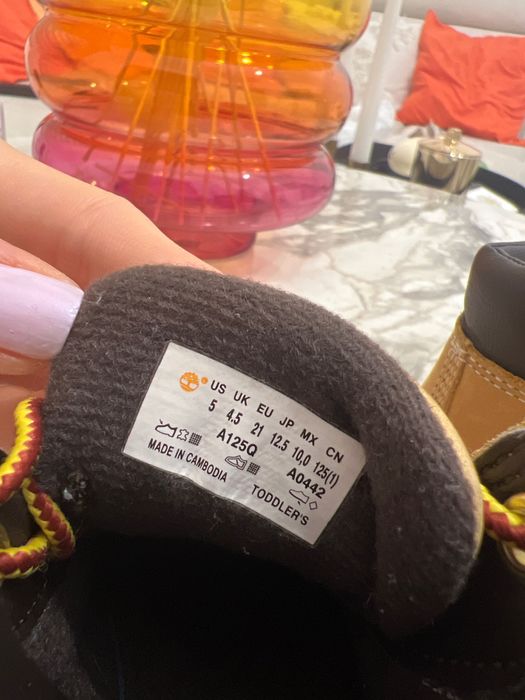 US UK EU JP MX CN
5 4.5 21 12.5 10,0 125(1)
A125Q A0442
MADE IN CAMBODIA TODDLER'S